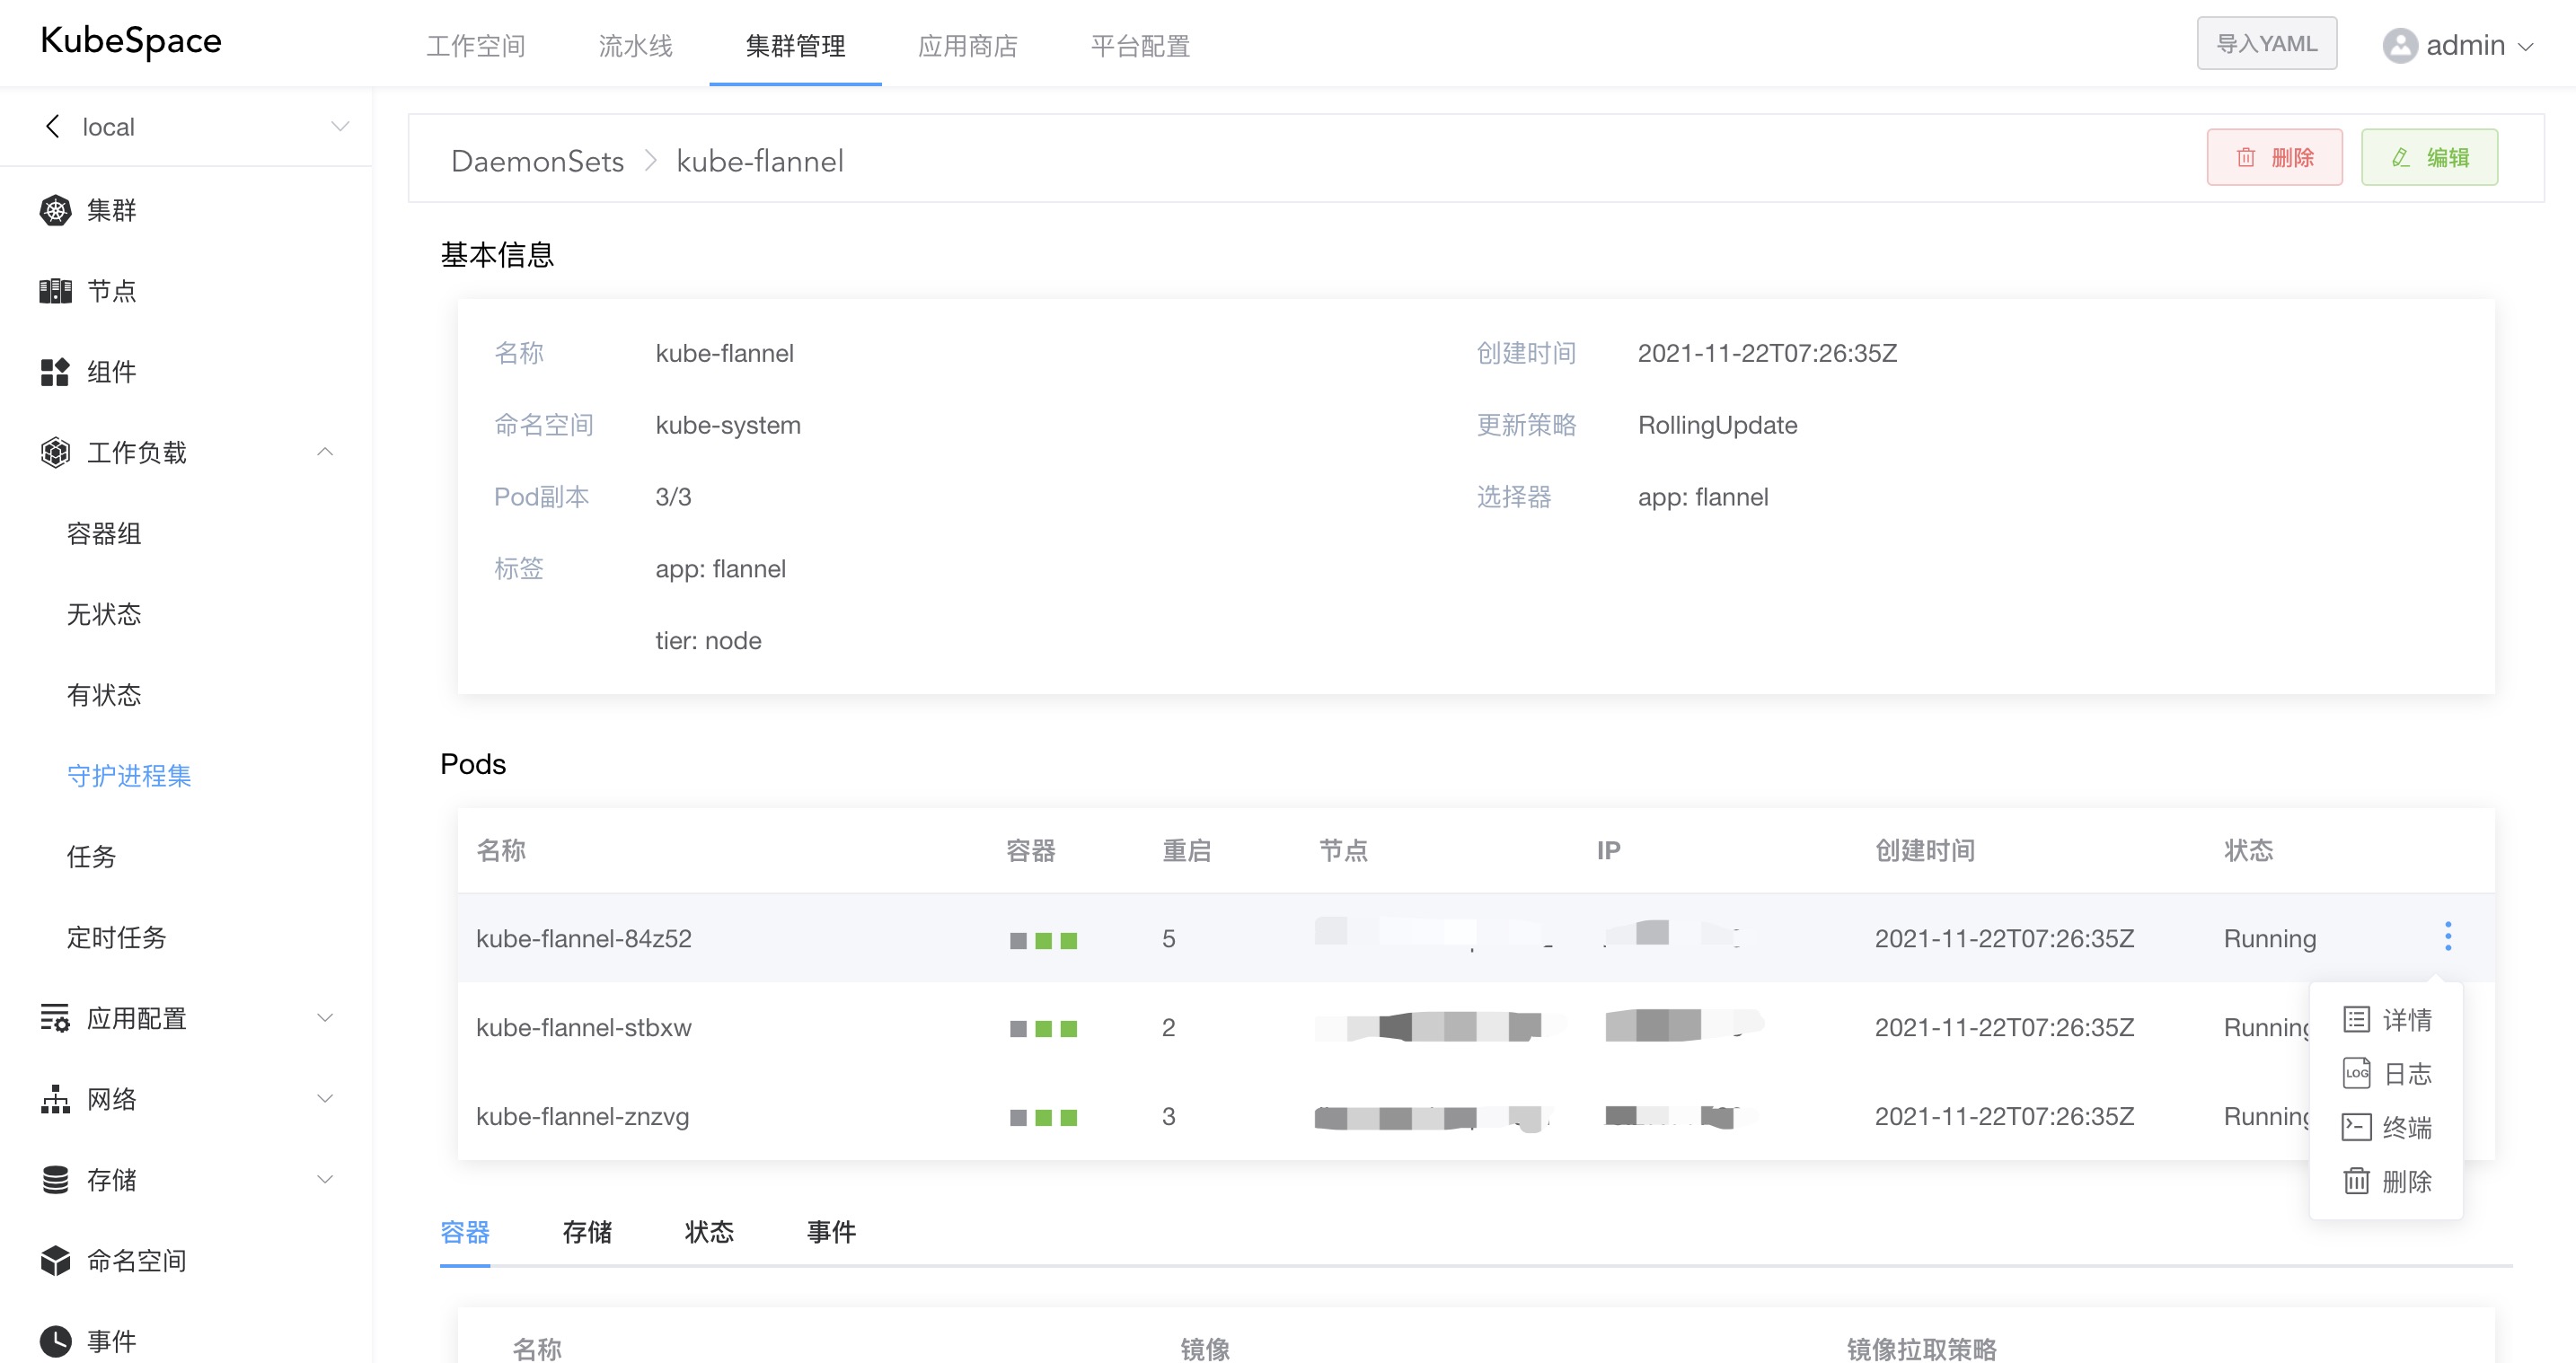 KubeSpace
工作空间 流水线 集群管理 应用商店 平台配置
导入YAML
admin
local
集群
节点
组件
工作负载
容器组
无状态
有状态
守护进程集
任务
定时任务
应用配置
网络
存储
命名空间
事件
DaemonSets kube-flannel
删除
编辑
基本信息
名称 kube-flannel 创建时间 2021-11-22T07:26:35Z
命名空间 kube-system 更新策略 RollingUpdate
Pod副本 3/3 选择器 app: flannel
标签 app: flannel
tier: node
Pods
名称 容器 重启 节点 IP 创建时间 状态
kube-flannel-84z52 5 2021-11-22T07:26:35Z Running
kube-flannel-stbxw 2 2021-11-22T07:26:35Z Running
kube-flannel-znzvg 3 2021-11-22T07:26:35Z Running
详情
LOG 日志
终端
删除
容器 存储 状态 事件
名称 镜像 镜像拉取策略